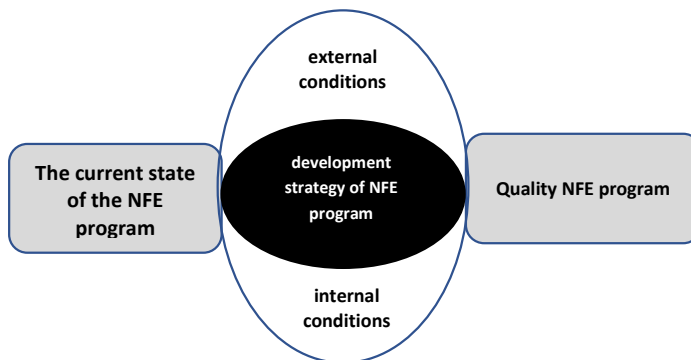 external
conditions
The current state
of the NFE
program
development
strategy of NFE
program
Quality NFE program
internal
conditions